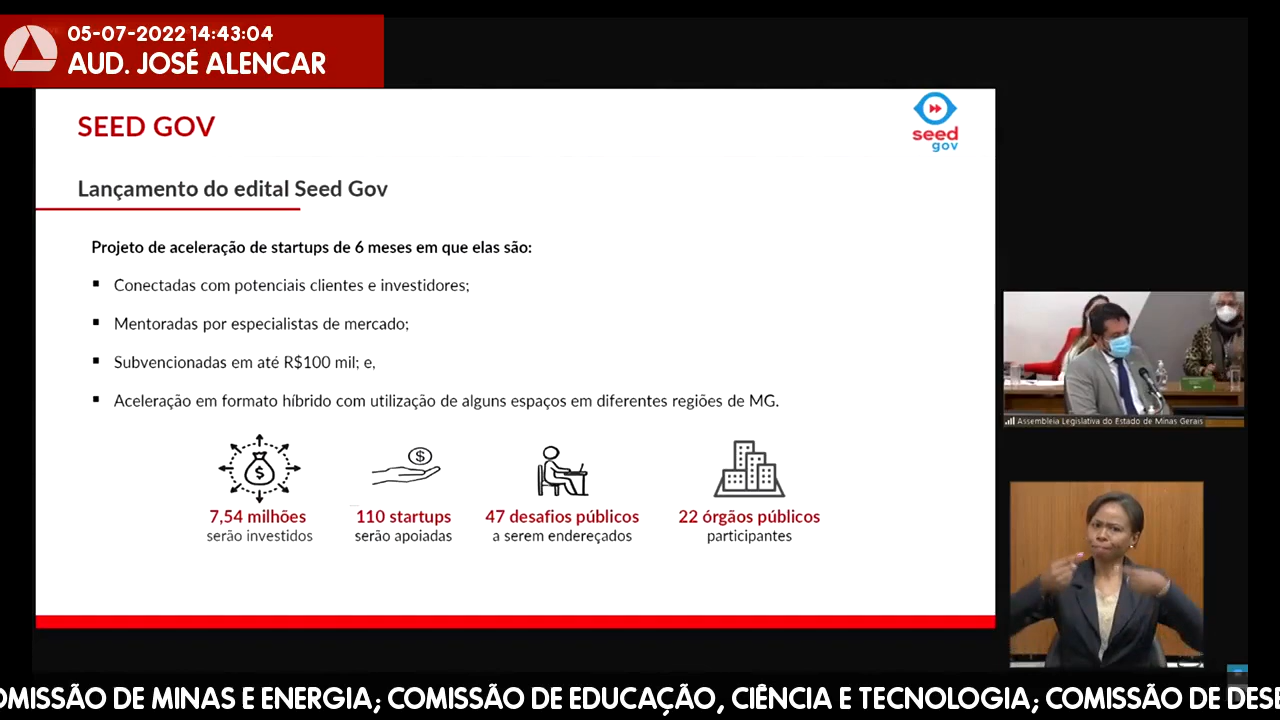 05-07-2022 14:43:04
AUD. JOSÉ ALENCAR
SEED GOV
seed
gov
Lançamento do edital Seed Gov
Projeto de aceleração de startups de 6 meses em que elas são:
▪ Conectadas com potenciais clientes e investidores;
▪ Mentoradas por especialistas de mercado;
▪ Subvencionadas em até R$100 mil; e,
▪ Aceleração em formato híbrido com utilização de alguns espaços em diferentes regiões de MG.
$ $
7,54 milhões 110 startups 47 desafios públicos 22 órgãos públicos
serão investidos serão apoiadas a serem endereçados participantes
Assembleia Legislativa do Estado de Minas Gerais
OMISSÃO DE MINAS E ENERGIA; COMISSÃO DE EDUCAÇÃO, CIÊNCIA E TECNOLOGIA; COMISSÃO DE DESE